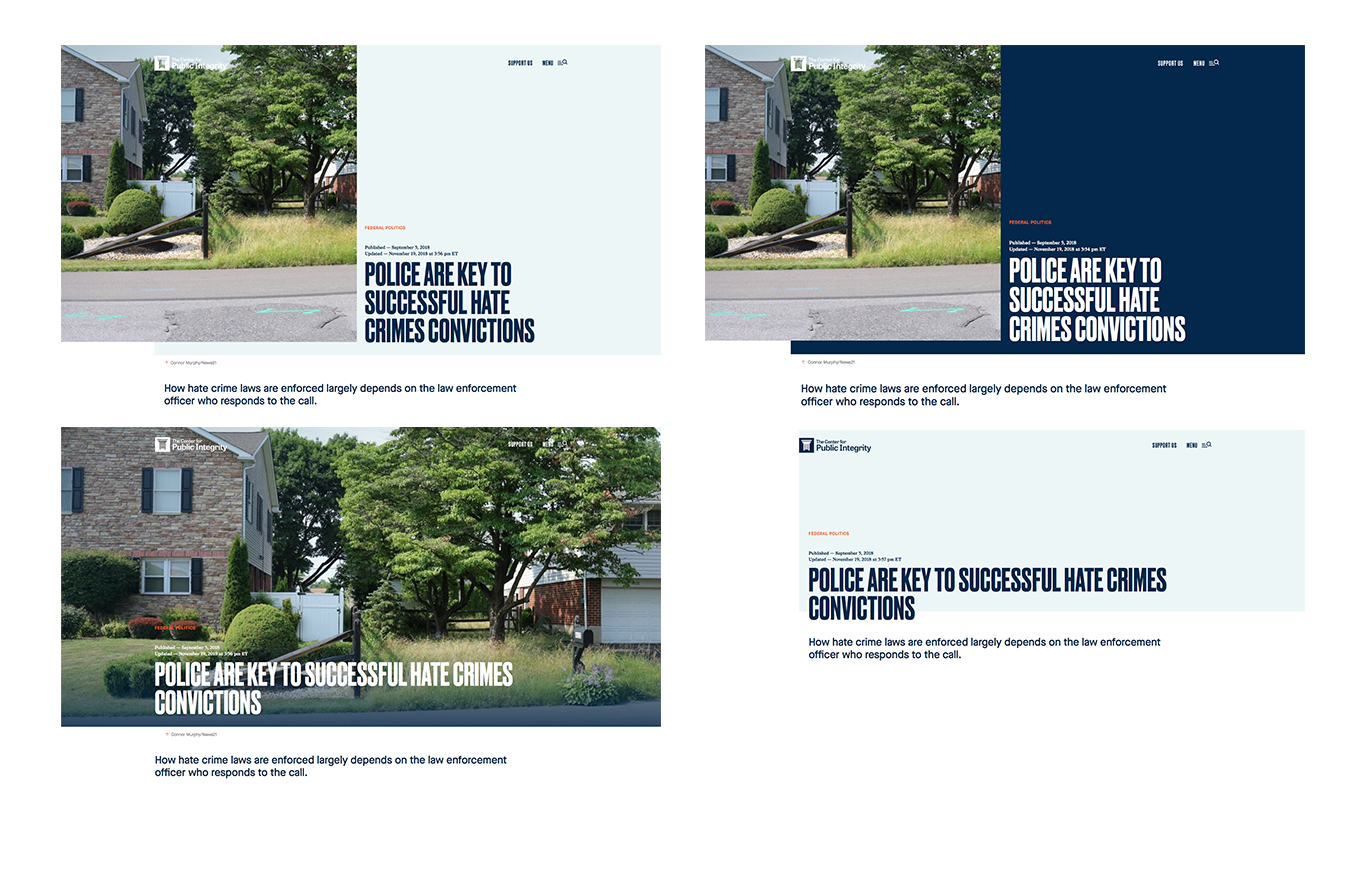 The Center for
Public Integrity
SUPPORT US MENU
FEDERAL POLITICS
Published — September 5, 2018
Updated — November 19, 2018 at 3:56 pm ET
POLICE ARE KEY TO
SUCCESSFUL HATE
CRIMES CONVICTIONS
Connor Murphy/News21
How hate crime laws are enforced largely depends on the law enforcement
officer who responds to the call.
The Center for
Public Integrity
SUPPORT US MENU
FEDERAL POLITICS
Published — September 5, 2018
Updated — November 19, 2018 at 3:54 pm ET
POLICE ARE KEY TO
SUCCESSFUL HATE
CRIMES CONVICTIONS
Connor Murphy/News21
How hate crime laws are enforced largely depends on the law enforcement
officer who responds to the call.
The Center for
Public Integrity
SUPPORT US MENU
FEDERAL POLITICS
Published — September 5, 2018
Updated — November 19, 2018 at 3:56 pm ET
POLICE ARE KEY TO SUCCESSFUL HATE CRIMES
CONVICTIONS
Connor Murphy/News21
How hate crime laws are enforced largely depends on the law enforcement
officer who responds to the call.
The Center for
Public Integrity
SUPPORT US MENU
FEDERAL POLITICS
Published — September 5, 2018
Updated — November 19, 2018 at 3:57 pm ET
POLICE ARE KEY TO SUCCESSFUL HATE CRIMES
CONVICTIONS
How hate crime laws are enforced largely depends on the law enforcement
officer who responds to the call.